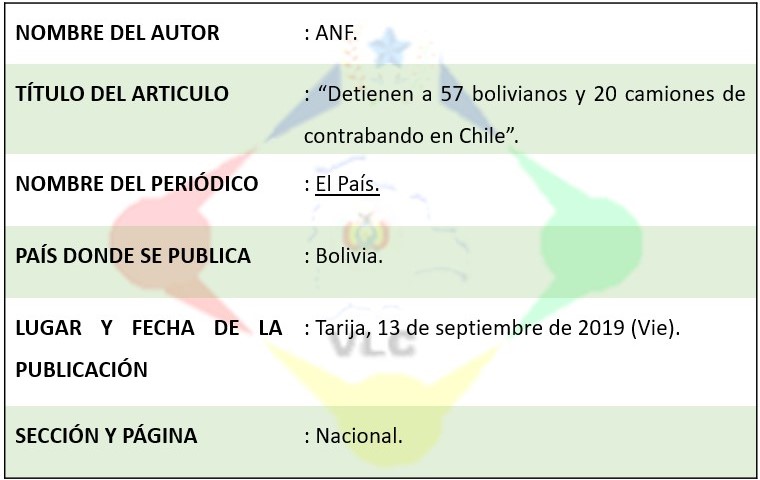 NOMBRE DEL AUTOR : ANF.
TÍTULO DEL ARTICULO : “Detienen a 57 bolivianos y 20 camiones de
contrabando en Chile”.
NOMBRE DEL PERIÓDICO : El País.
PAÍS DONDE SE PUBLICA : Bolivia.
LUGAR Y FECHA DE LA : Tarija, 13 de septiembre de 2019 (Vie).
PUBLICACIÓN
VLC
SECCIÓN Y PÁGINA : Nacional.